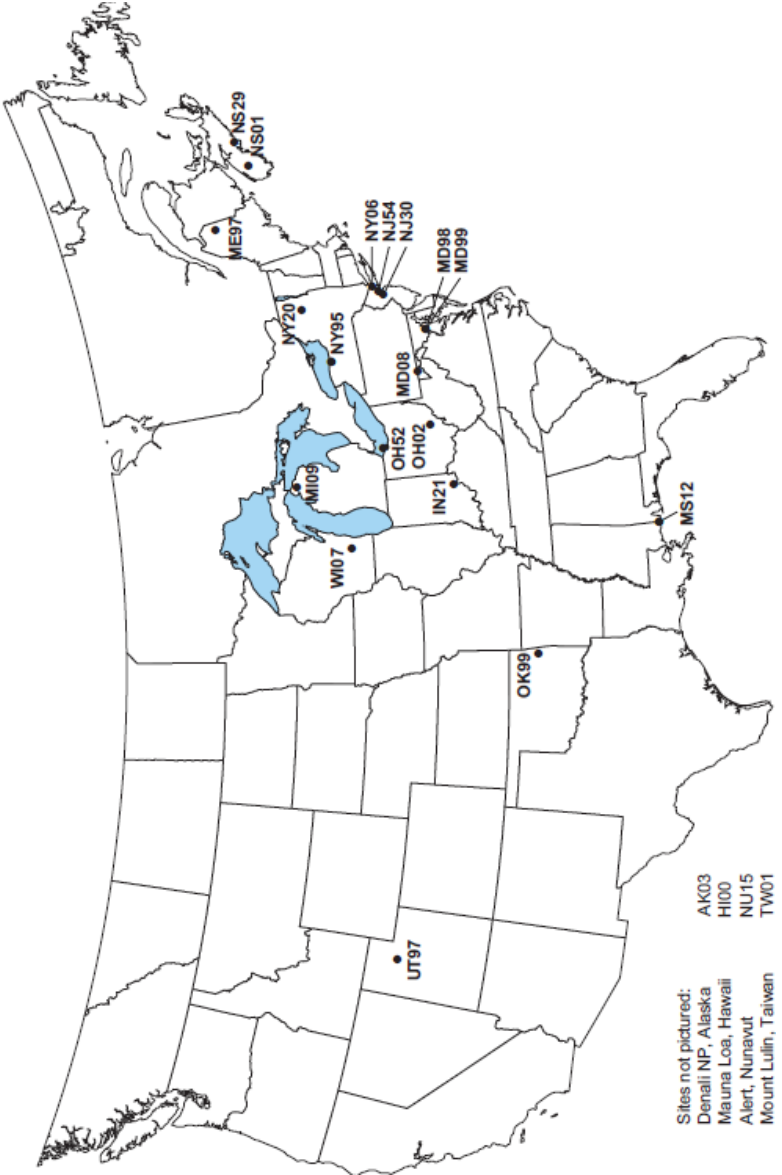 NS29
NS01
ME97
NY06
NJ54
NJ30
MD98
MD99
NY20
NY95
MD08
OH52
OH02
IN21
MI09
WI07
MS12
OK99
UT97
Sites not pictured:
Denali NP, Alaska AK03
Mauna Loa, Hawaii HI00
Alert, Nunavut NU15
Mount Lulin, Taiwan TW01